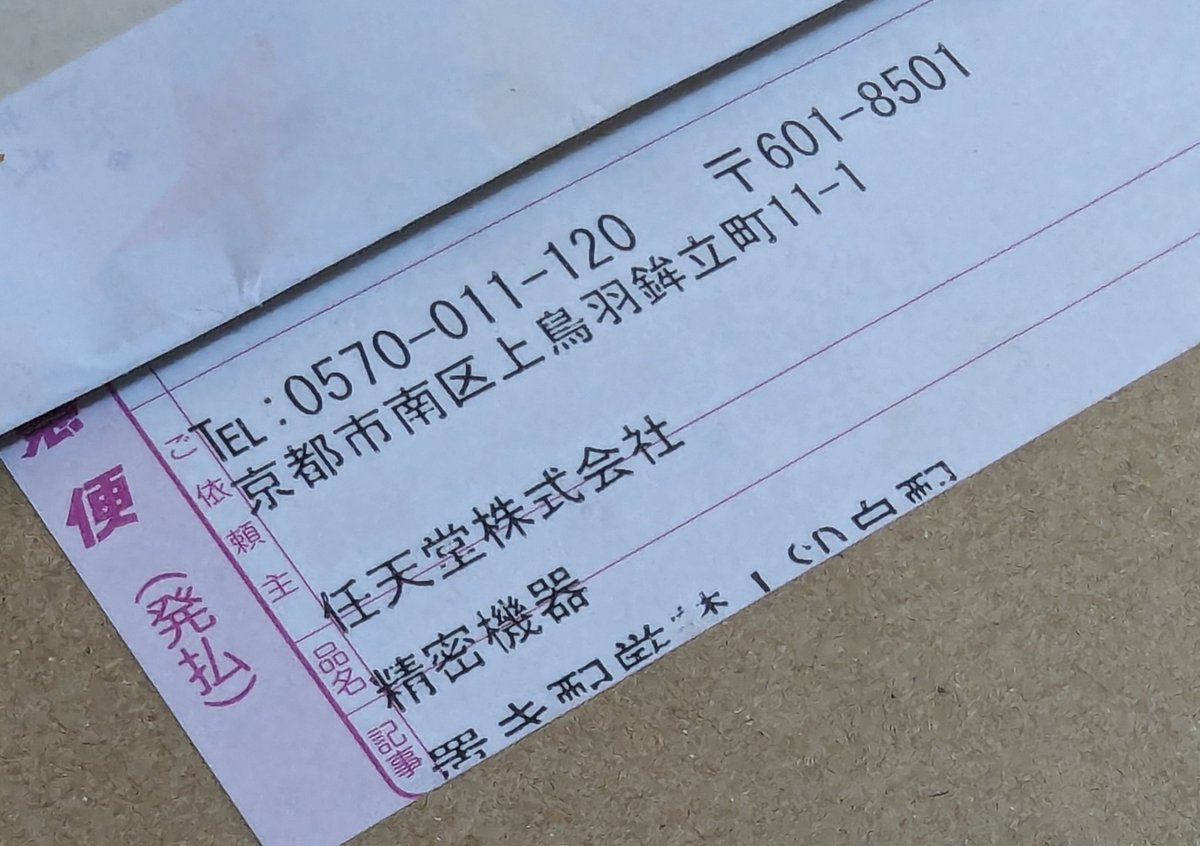 TEL:0570-011-120 〒601-8501
京都市南区上鳥羽鉾立町11-1
任天堂株式会社
精密機器
ご依頼主
品名
記事
便
(発払)